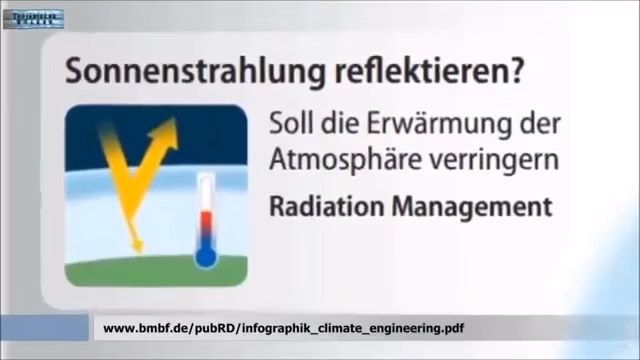 Sonnenstrahlung reflektieren?
Soll die Erwärmung der
Atmosphäre verringern
Radiation Management
www.bmbf.de/pubRD/infographik_climate_engineering.pdf